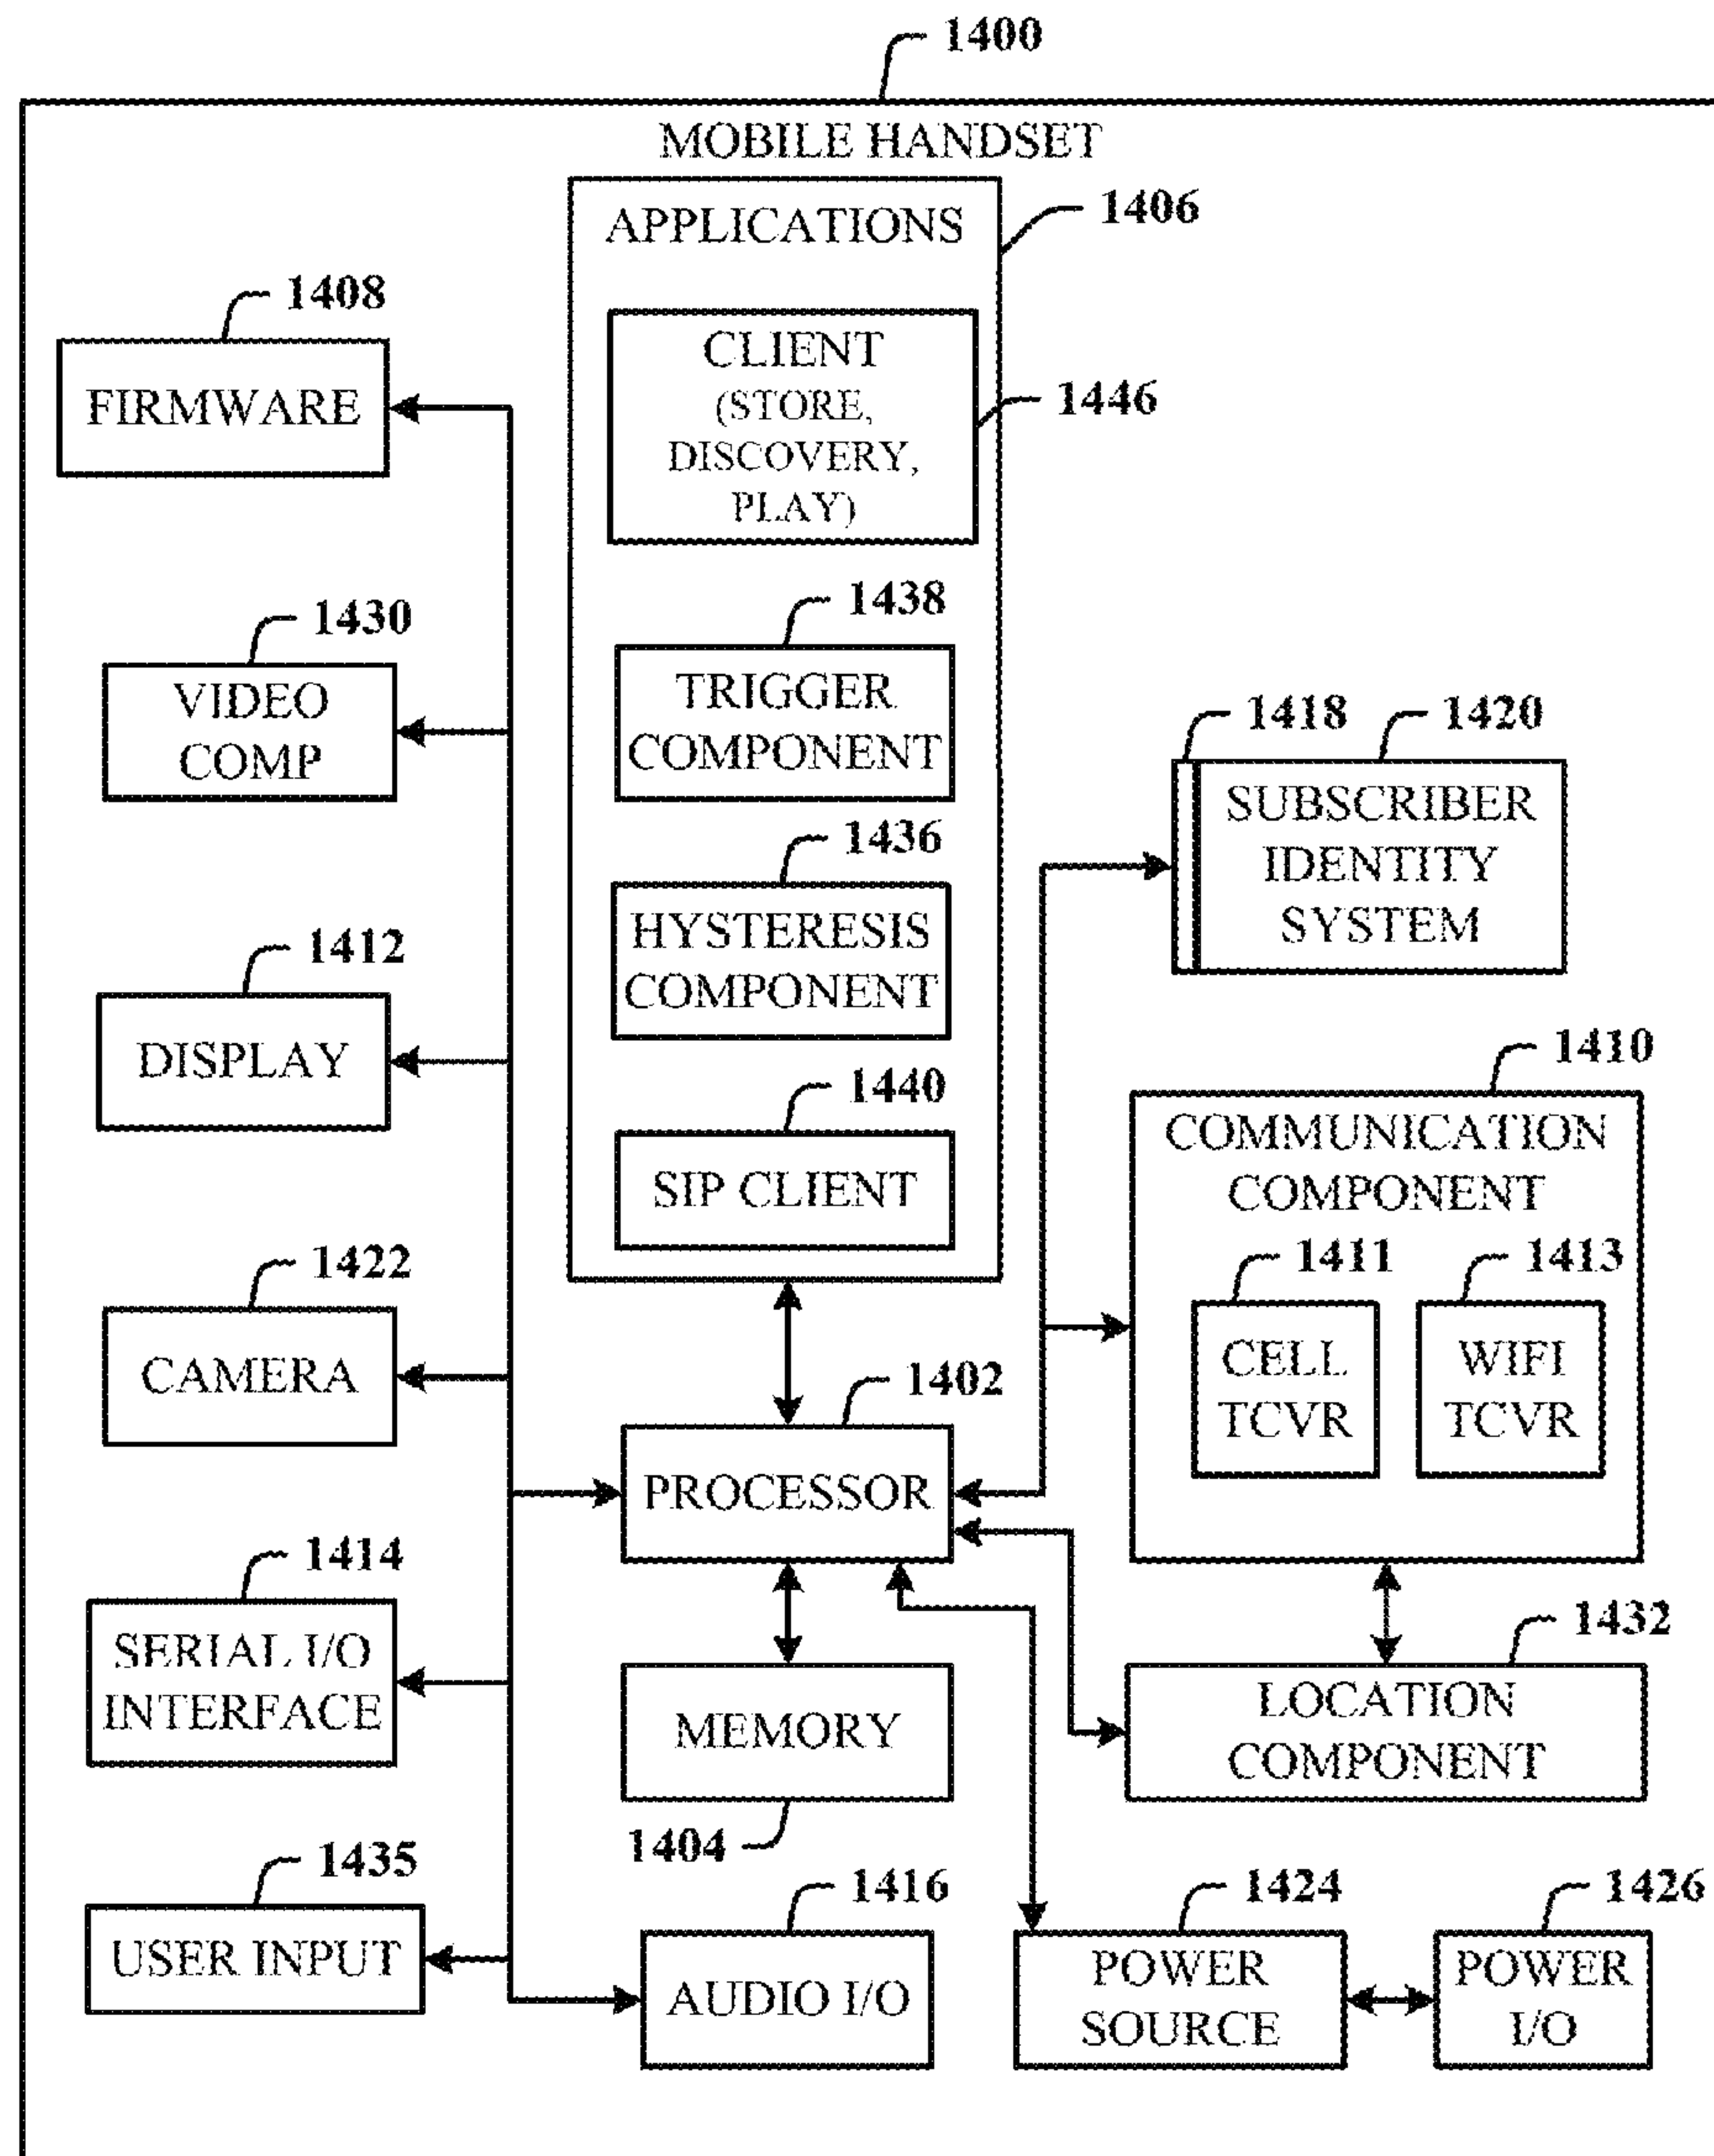 1400
MOBILE HANDSET
APPLICATIONS
1406
CLIENT
(STORE,
DISCOVERY,
PLAY)
1446
1438
TRIGGER
COMPONENT
1436
HYSTERESIS
COMPONENT
1440
SIP CLIENT
1408
FIRMWARE
1430
VIDEO
COMP
1412
DISPLAY
1422
CAMERA
1414
SERIAL I/O
INTERFACE
1435
USER INPUT
1402
PROCESSOR
MEMORY
1404
1416
AUDIO I/O
1418
1420
SUBSCRIBER
IDENTITY
SYSTEM
1410
COMMUNICATION
COMPONENT
1411
CELL
TCVR
1413
WIFI
TCVR
1432
LOCATION
COMPONENT
1424
POWER
SOURCE
1426
POWER
I/O